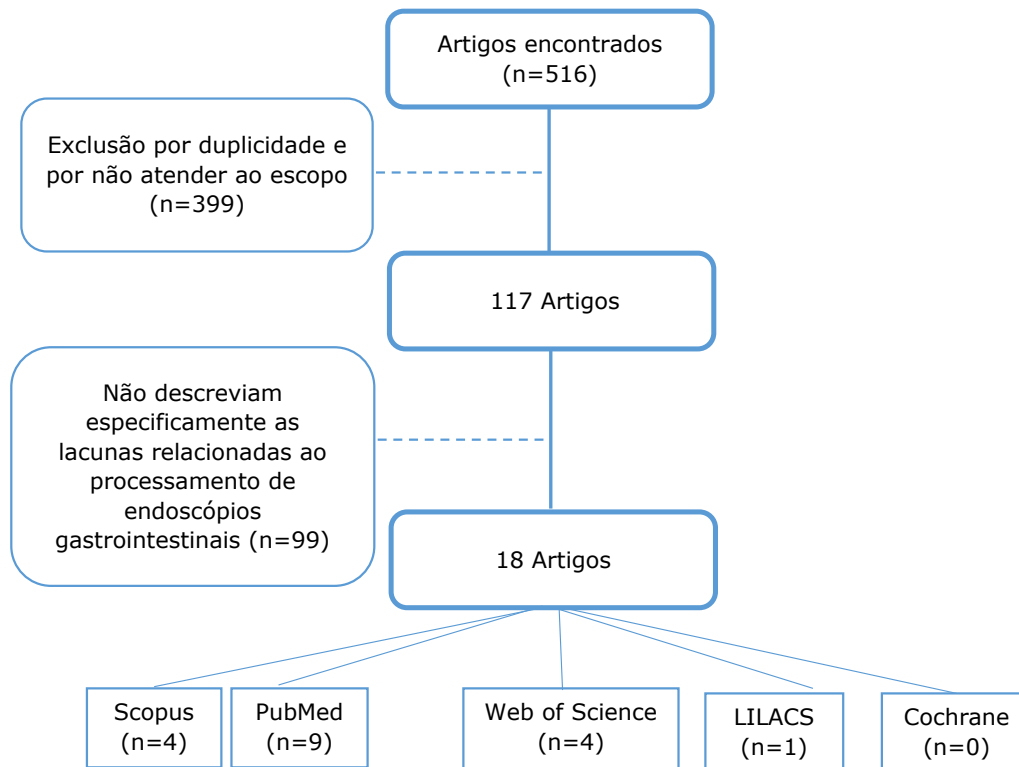 Artigos encontrados
(n=516)
Exclusão por duplicidade e
por não atender ao escopo
(n=399)
117 Artigos
Não descreviam
especificamente as
lacunas relacionadas ao
processamento de
endoscópios
gastrointestinais (n=99)
18 Artigos
Scopus
(n=4)
PubMed
(n=9)
Web of Science
(n=4)
LILACS
(n=1)
Cochrane
(n=0)